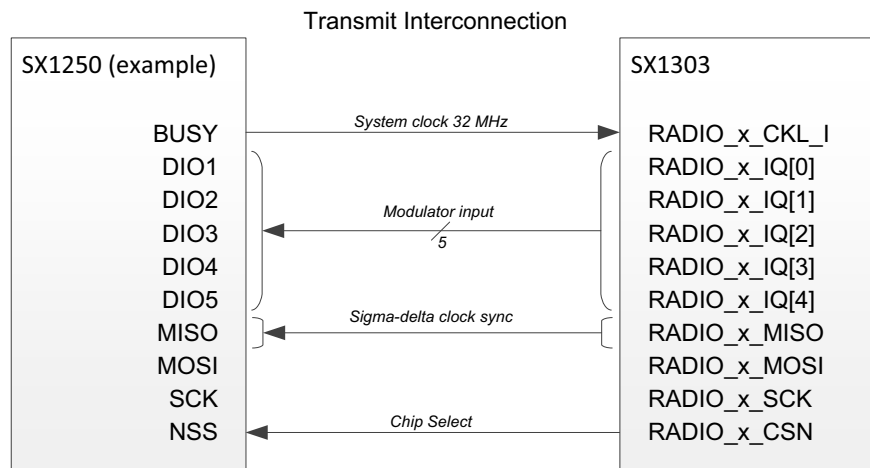 Transmit Interconnection
SX1250 (example)
SX1303
BUSY
System clock 32 MHz
RADIO_x_CKL_I
DIO1
RADIO_x_IQ[0]
DIO2
RADIO_x_IQ[1]
Modulator input
DIO3
RADIO_x_IQ[2]
5
DIO4
RADIO_x_IQ[3]
DIO5
RADIO_x_IQ[4]
Sigma-delta clock sync
MISO
RADIO_x_MISO
MOSI
RADIO_x_MOSI
SCK
RADIO_x_SCK
Chip Select
NSS
RADIO_x_CSN